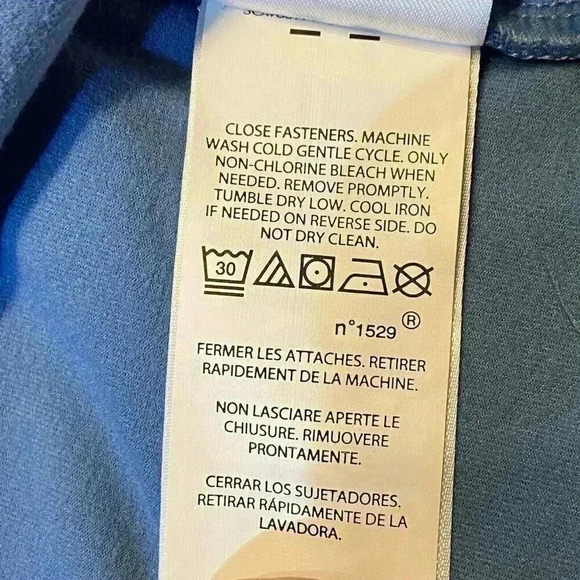 CLOSE FASTENERS. MACHINE
WASH COLD GENTLE CYCLE. ONLY
NON-CHLORINE BLEACH WHEN
NEEDED. REMOVE PROMPTLY.
TUMBLE DRY LOW. COOL IRON
IF NEEDED ON REVERSE SIDE. DO
NOT DRY CLEAN.
30
n°1529 ®
FERMER LES ATTACHES. RETIRER
RAPIDEMENT DE LA MACHINE.
NON LASCIARE APERTE LE
CHIUSURE. RIMUOVERE
PRONTAMENTE.
CERRAR LOS SUJETADORES.
RETIRAR RÁPIDAMENTE DE LA
LAVADORA.